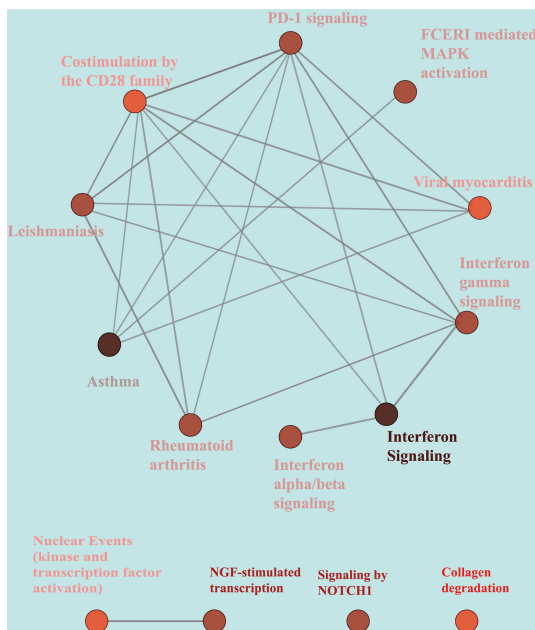 PD-1 signaling
FCERI mediated
MAPK
activation
Costimulation by
the CD28 family
Viral myocarditis
Leishmaniasis
Interferon
gamma
signaling
Asthma
Rheumatoid
arthritis
Interferon
alpha/beta
signaling
Interferon
Signaling
Nuclear Events
(kinase and
transcription factor
activation)
NGF-stimulated
transcription
Signaling by
NOTCH1
Collagen
degradation